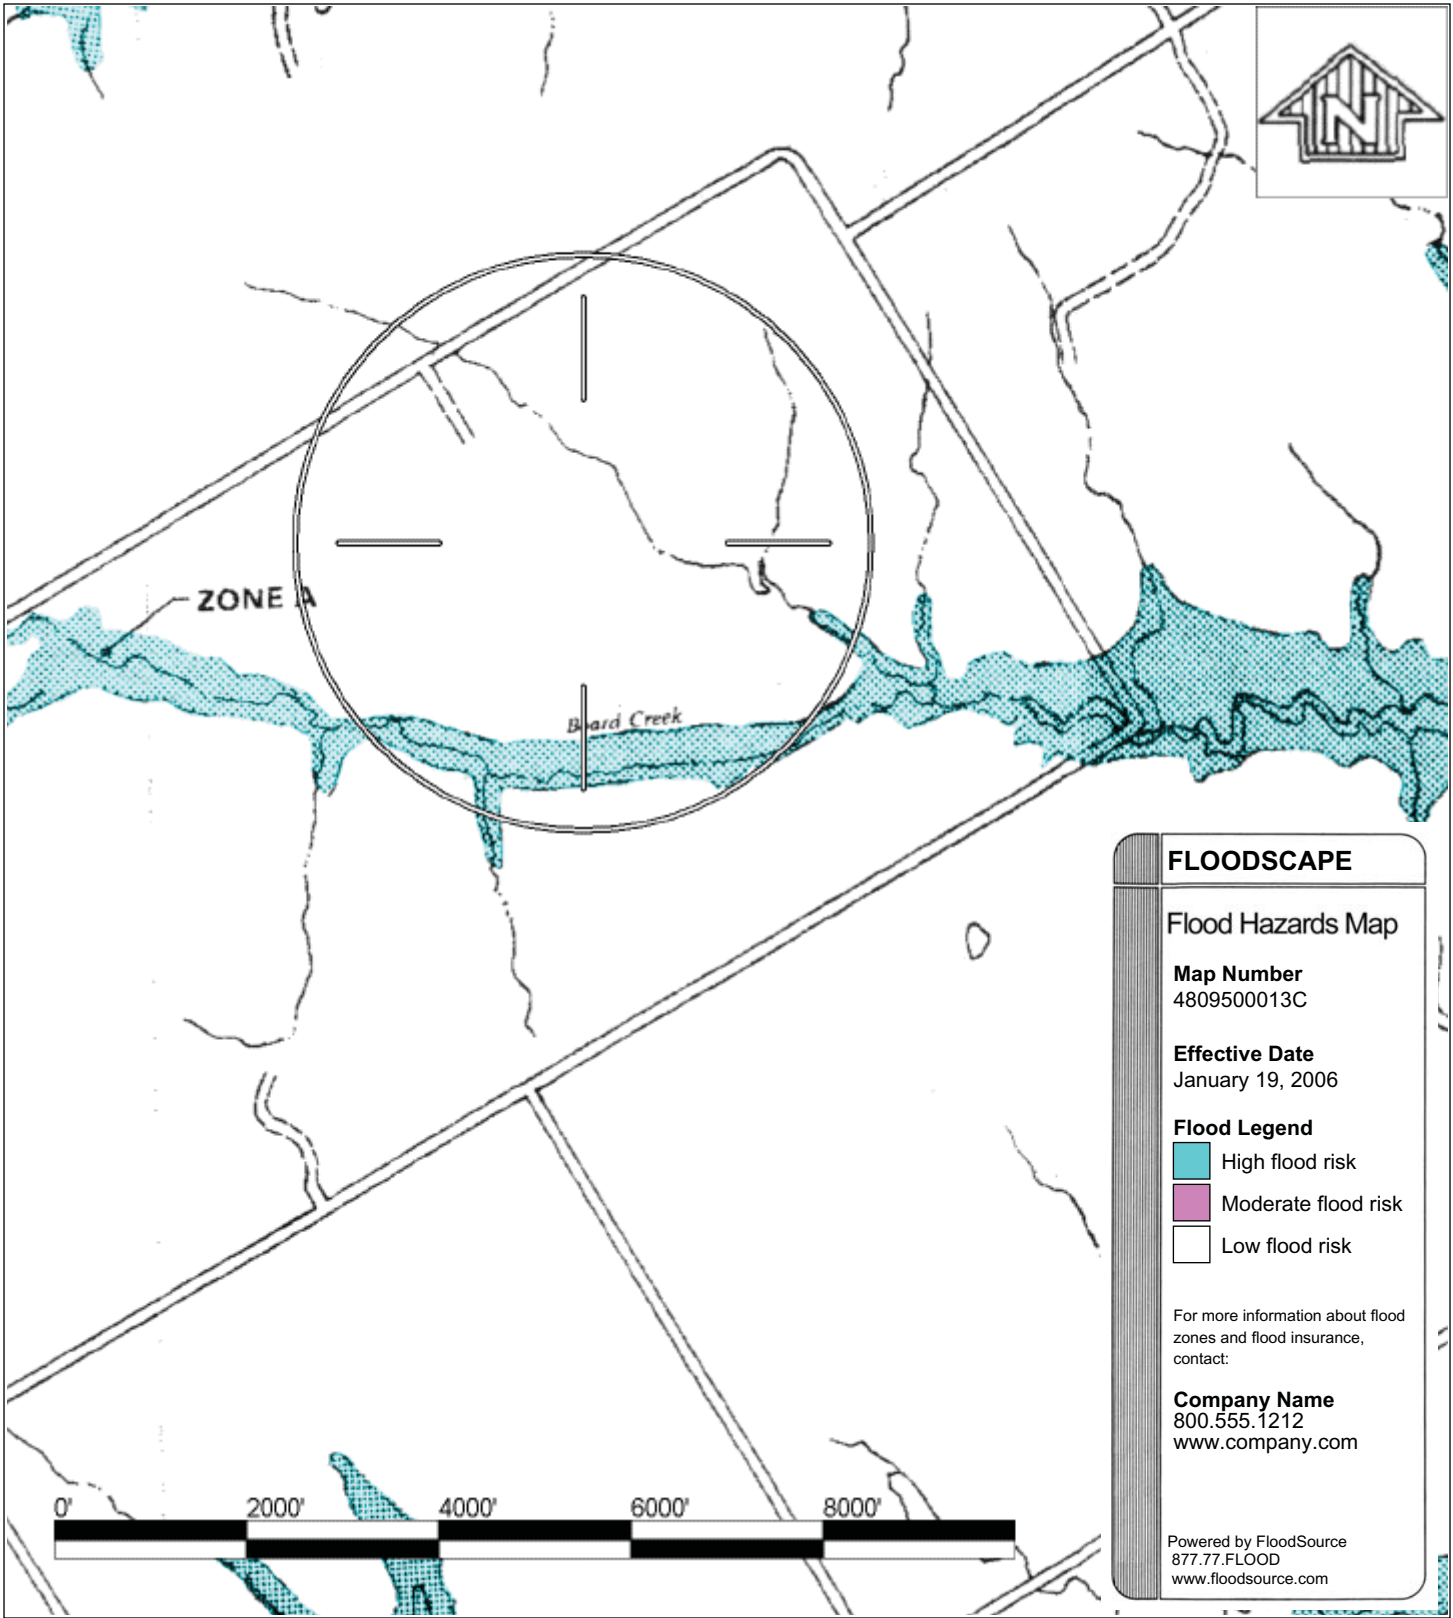 N
ZONE A
Board Creek
FLOODSCAPE
Flood Hazards Map
Map Number
4809500013C
Effective Date
January 19, 2006
Flood Legend
High flood risk
Moderate flood risk
Low flood risk
For more information about flood
zones and flood insurance,
contact:
Company Name
800.555.1212
www.company.com
0' 2000' 4000' 6000' 8000'
Powered by FloodSource
877.77.FLOOD
www.floodsource.com